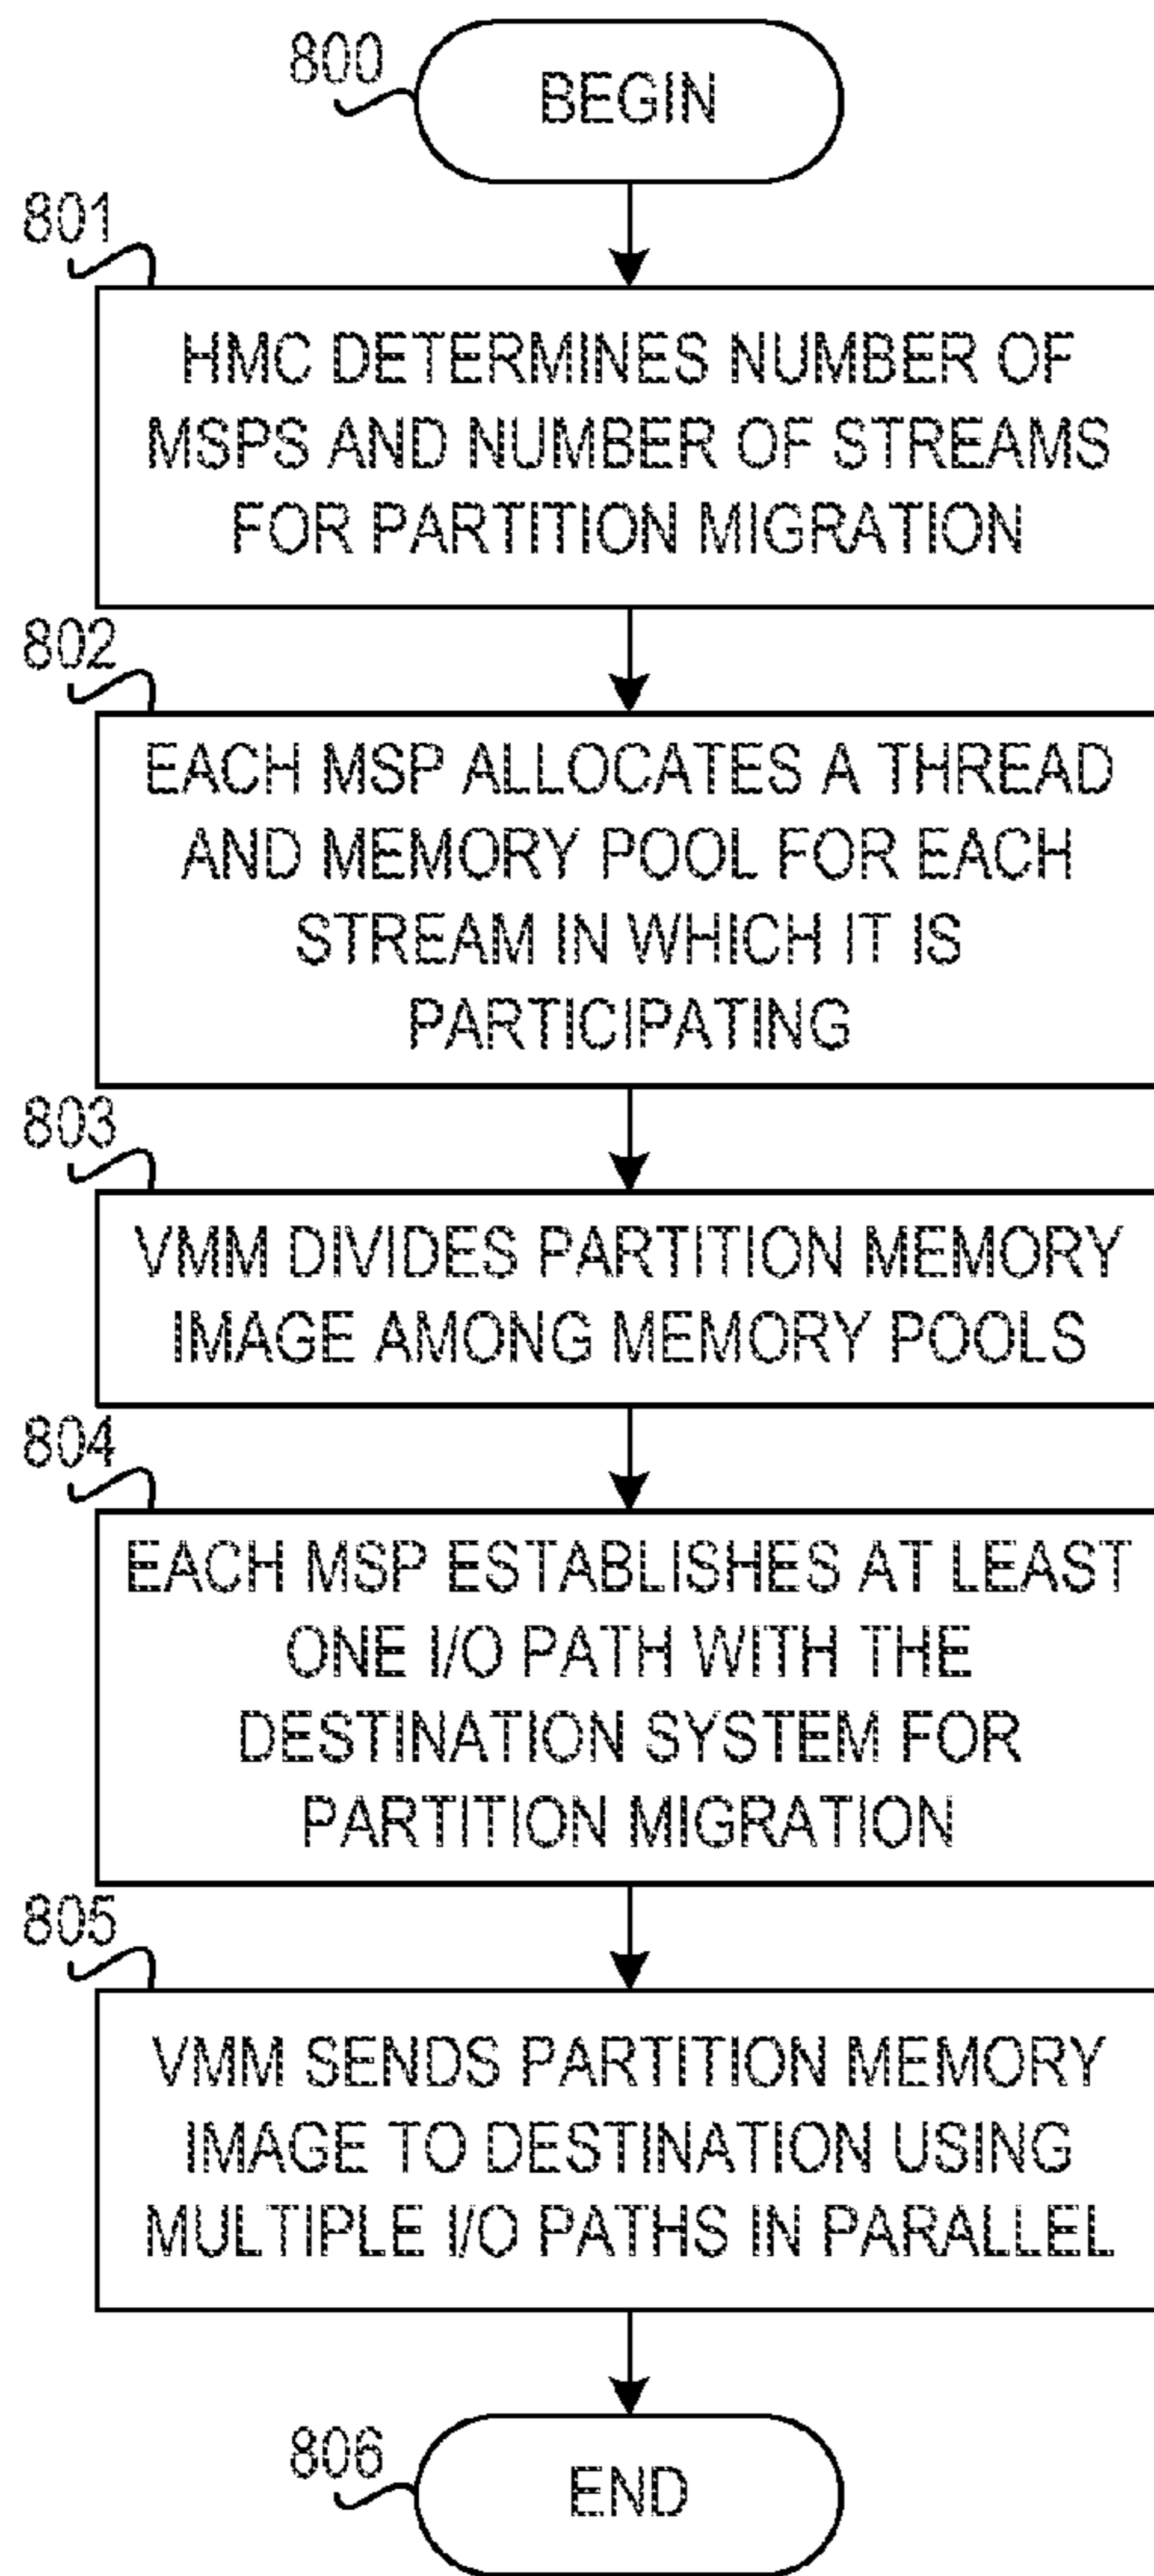 800
BEGIN
801
HMC DETERMINES NUMBER OF
MSPS AND NUMBER OF STREAMS
FOR PARTITION MIGRATION
802
EACH MSP ALLOCATES A THREAD
AND MEMORY POOL FOR EACH
STREAM IN WHICH IT IS
PARTICIPATING
803
VMM DIVIDES PARTITION MEMORY
IMAGE AMONG MEMORY POOLS
804
EACH MSP ESTABLISHES AT LEAST
ONE I/O PATH WITH THE
DESTINATION SYSTEM FOR
PARTITION MIGRATION
805
VMM SENDS PARTITION MEMORY
IMAGE TO DESTINATION USING
MULTIPLE I/O PATHS IN PARALLEL
806
END